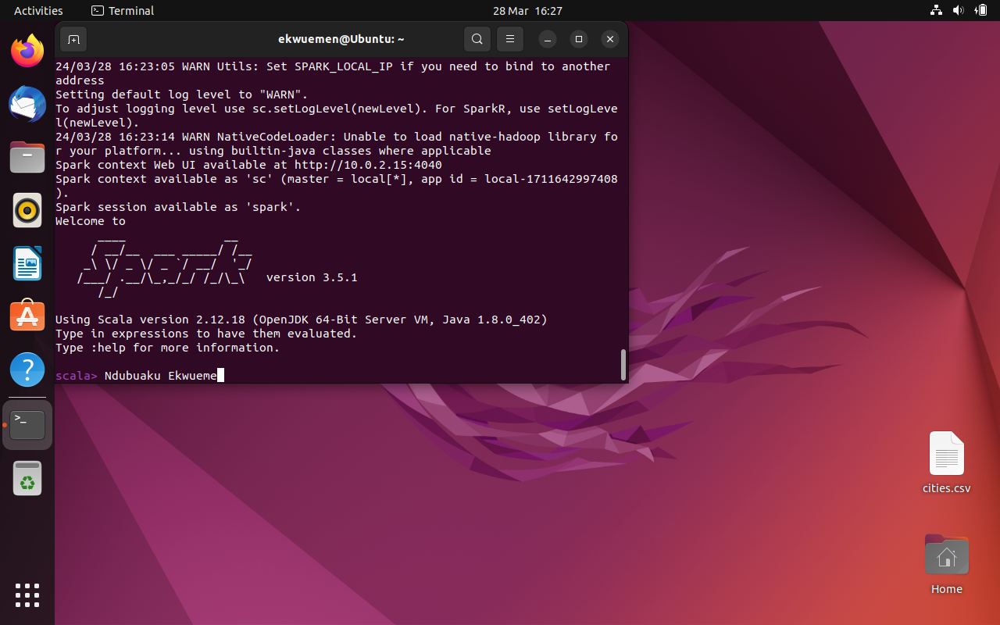 Activities
Terminal
28 Mar 16:27
ekwuemen@Ubuntu: ~
24/03/28 16:23:05 WARN Utils: Set SPARK_LOCAL_IP if you need to bind to another
address
Setting default log level to "WARN".
To adjust logging level use sc.setLogLevel(newLevel). For SparkR, use setLogLeve
l(newLevel).
24/03/28 16:23:14 WARN NativeCodeLoader: Unable to load native-hadoop library fo
r your platform... using builtin-java classes where applicable
Spark context Web UI available at http://10.0.2.15:4040
Spark context available as 'sc' (master = local[*], app id = local-1711642997408
).
Spark session available as 'spark'.
Welcome to
      ____              __
     / __/__  ___ _____/ /__
    _\ \/ _ \/ _ `/ __/  '_/
   /___/ .__/\_,_/_/ /_/\_\   version 3.5.1
      /_/
Using Scala version 2.12.18 (OpenJDK 64-Bit Server VM, Java 1.8.0_402)
Type in expressions to have them evaluated.
Type :help for more information.
scala> Ndubuaku Ekwueme
cities.csv
Home